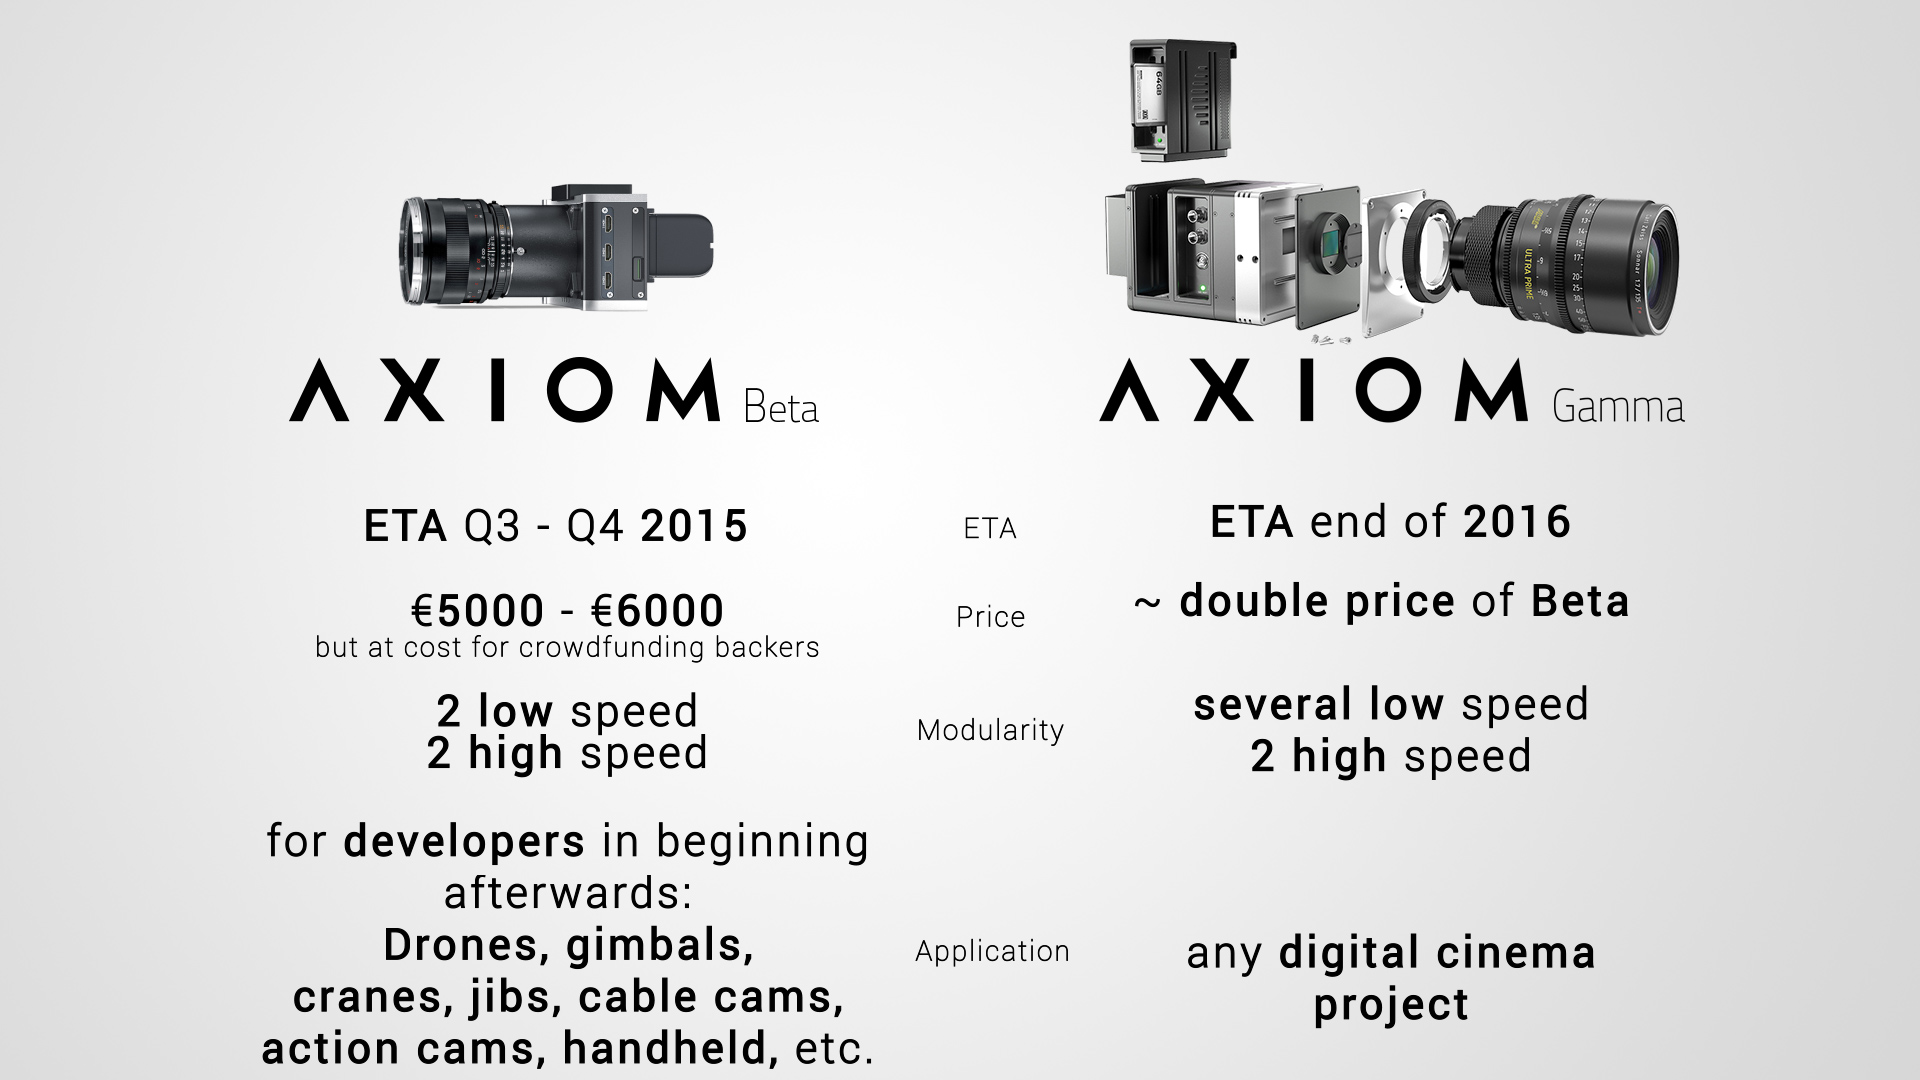 64GB
ULTRA PRIME
AXIOM Beta
AXIOM Gamma
ETA Q3 - Q4 2015
ETA
ETA end of 2016
€5000 - €6000
but at cost for crowdfunding backers
Price
~ double price of Beta
2 low speed
2 high speed
Modularity
several low speed
2 high speed
for developers in beginning
afterwards:
Drones, gimbals,
cranes, jibs, cable cams,
action cams, handheld, etc.
Application
any digital cinema
project